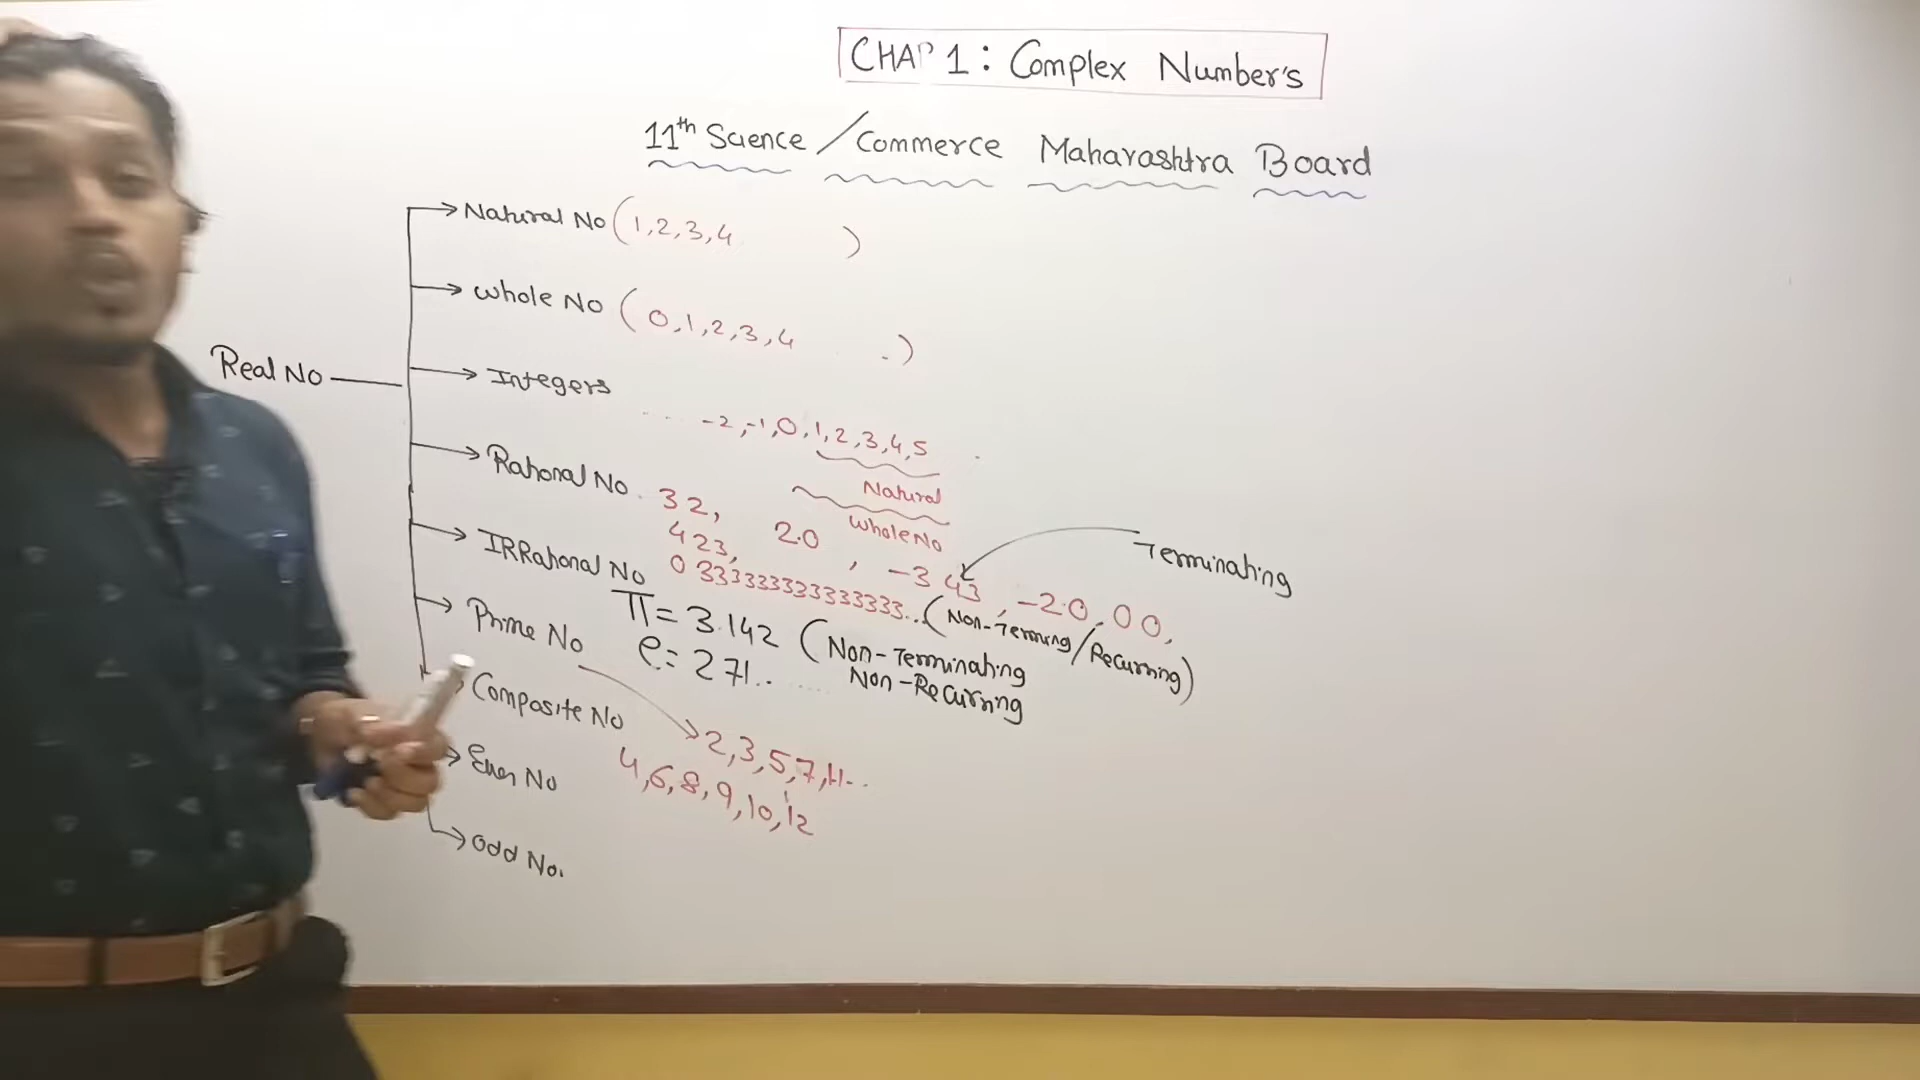 CHAP 1: Complex Number's
11th Science / Commerce Maharashtra Board
Natural No (1,2,3,4 )
Whole No (0,1,2,3,4 .)
Real No
Integers
.... -2,-1,0,1,2,3,4,5 .
Natural
Whole No
Rational No. 3.2, 2.0, -3.43, -2.0, 0.0,
4.23,
Terminating
0.33333333333333333... (Non-Terming/Recurring)
IRRational No
π = 3.142 (Non-Terminating
e = 2.71.. ..... Non-Recurring
Prime No
2,3,5,7,11..
Composite No
4,6,8,9,10,12
Even No
Odd No.